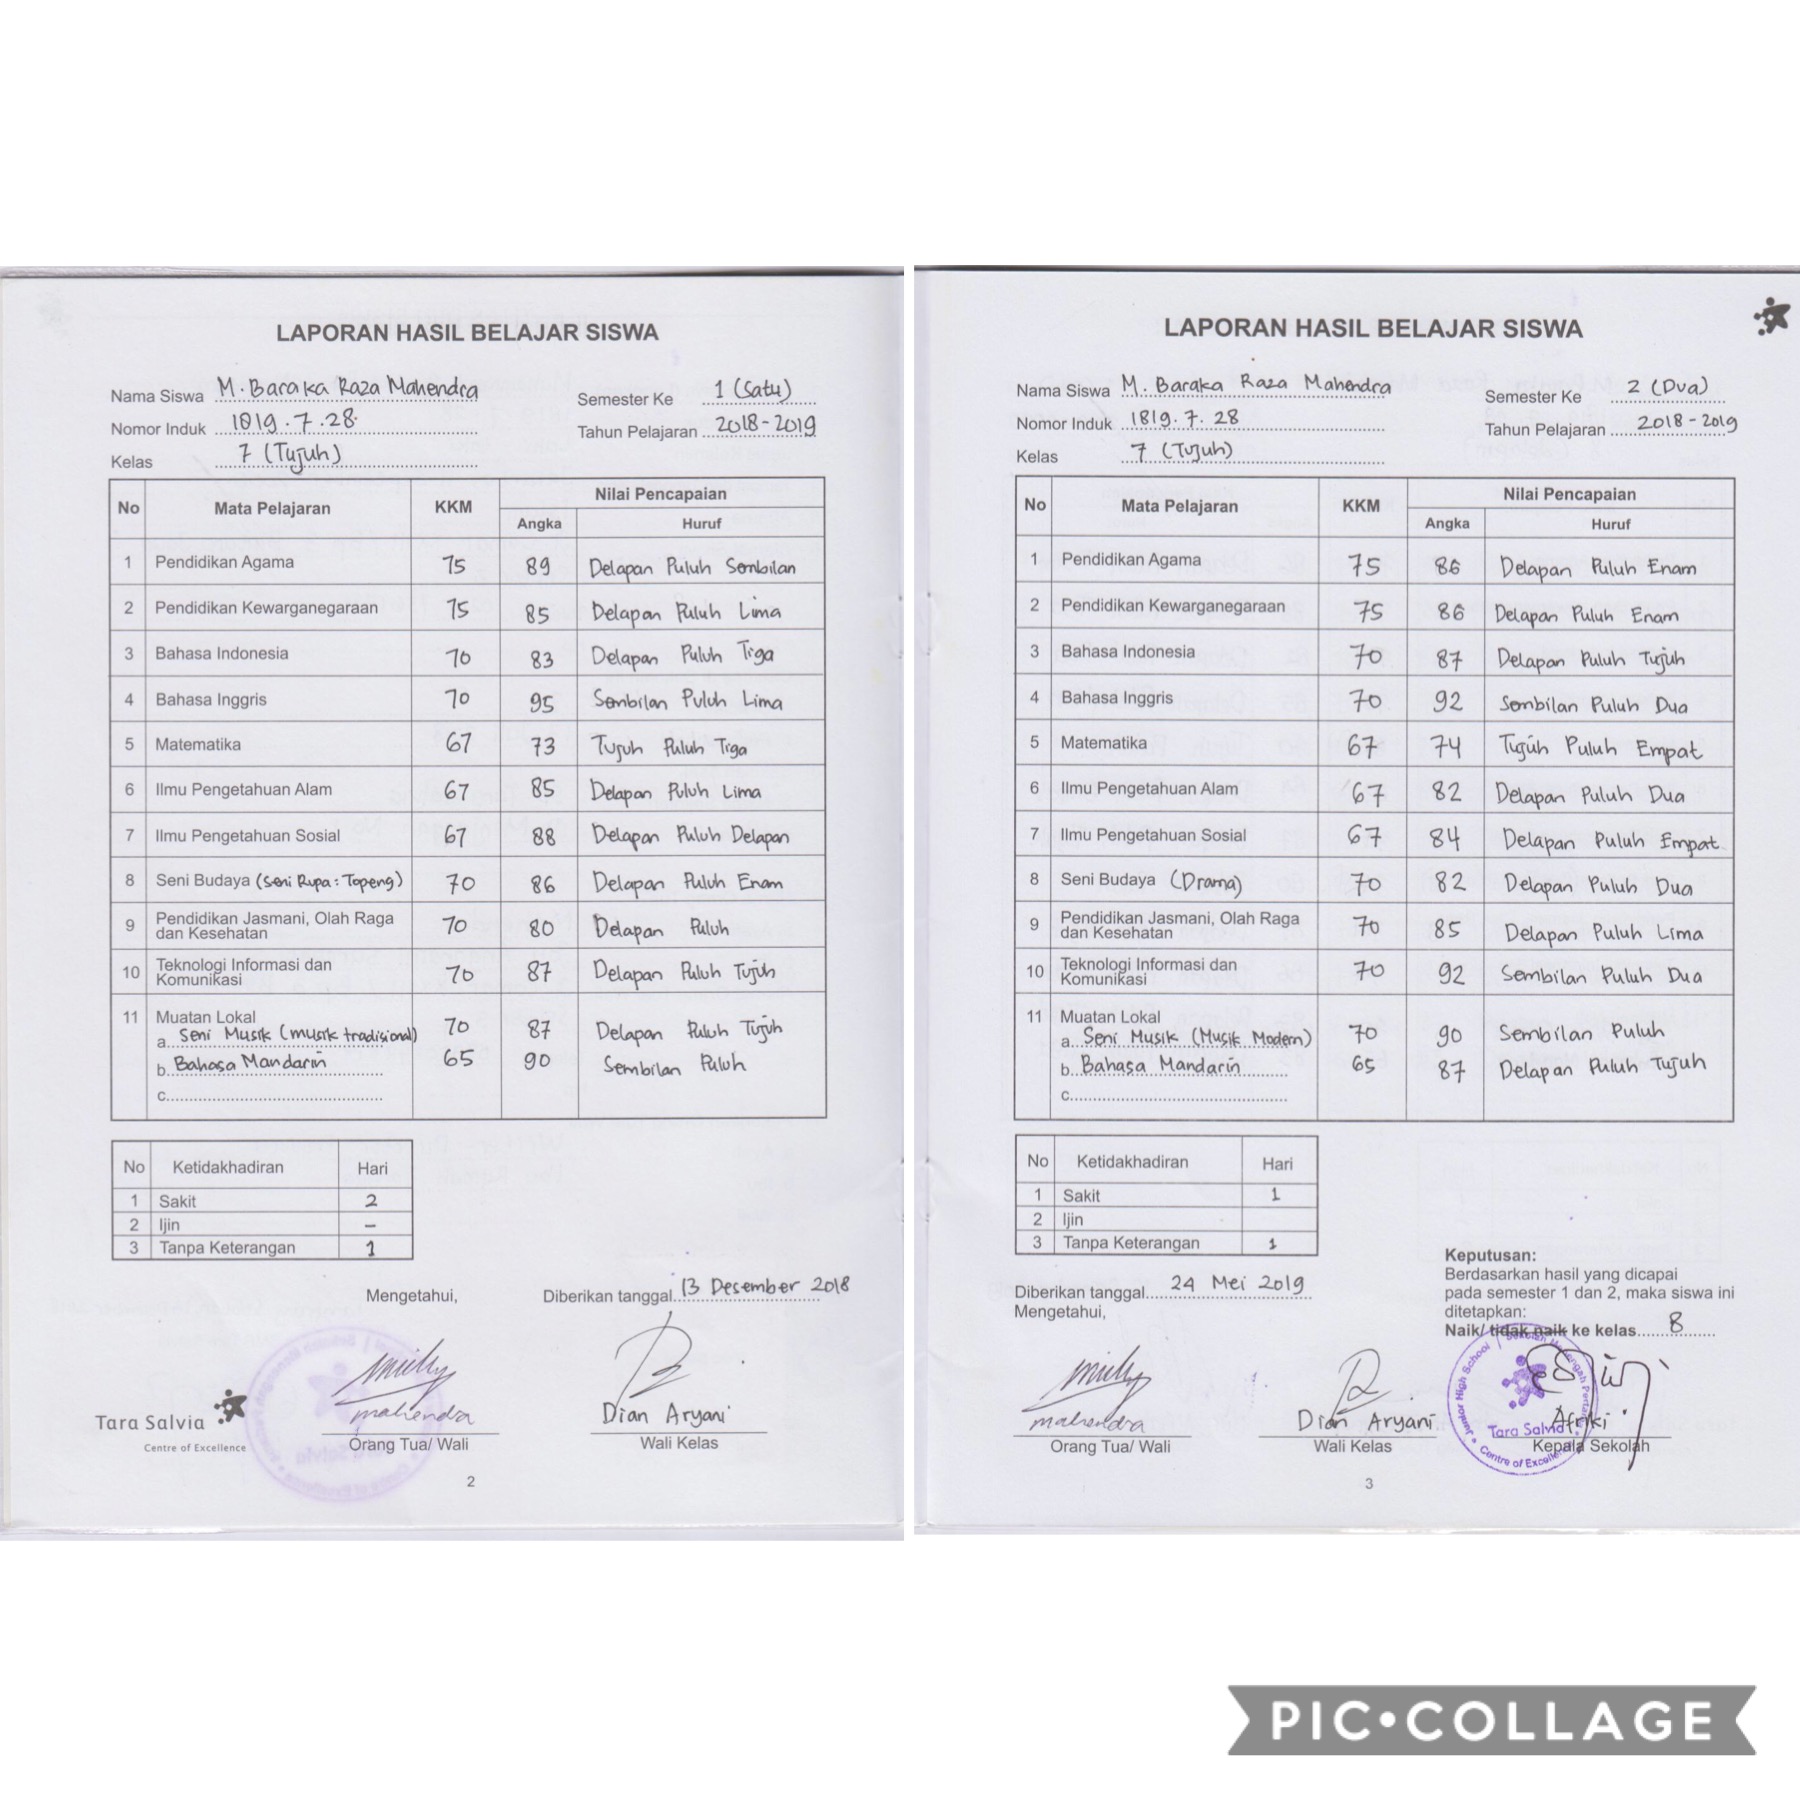 LAPORAN HASIL BELAJAR SISWA
Nama Siswa M. Baraka Raza Mahendra Semester Ke 1 (Satu)
Nomor Induk 1819.7.28 Tahun Pelajaran 2018-2019
Kelas 7 (Tujuh)
No Mata Pelajaran KKM Nilai Pencapaian
Angka Huruf
1 Pendidikan Agama 75 89 Delapan Puluh Sembilan
2 Pendidikan Kewarganegaraan 75 85 Delapan Puluh Lima
3 Bahasa Indonesia 70 83 Delapan Puluh Tiga
4 Bahasa Inggris 70 95 Sembilan Puluh Lima
5 Matematika 67 73 Tujuh Puluh Tiga
6 Ilmu Pengetahuan Alam 67 85 Delapan Puluh Lima
7 Ilmu Pengetahuan Sosial 67 88 Delapan Puluh Delapan
8 Seni Budaya (Seni Rupa : Topeng) 70 86 Delapan Puluh Enam
9 Pendidikan Jasmani, Olah Raga
dan Kesehatan 70 80 Delapan Puluh
10 Teknologi Informasi dan
Komunikasi 70 87 Delapan Puluh Tujuh
11 Muatan Lokal
a. Seni Musik (musik tradisional) 70 87 Delapan Puluh Tujuh
b. Bahasa Mandarin 65 90 Sembilan Puluh
c.
No Ketidakhadiran Hari
1 Sakit 2
2 Ijin -
3 Tanpa Keterangan 1
Mengetahui, Diberikan tanggal 13 Desember 2018
mahendra Dian Aryani
Orang Tua/ Wali Wali Kelas
Tara Salvia
Centre of Excellence
2
LAPORAN HASIL BELAJAR SISWA
Nama Siswa M. Baraka Raza Mahendra Semester Ke 2 (Dua)
Nomor Induk 1819.7.28 Tahun Pelajaran 2018-2019
Kelas 7 (Tujuh)
No Mata Pelajaran KKM Nilai Pencapaian
Angka Huruf
1 Pendidikan Agama 75 86 Delapan Puluh Enam
2 Pendidikan Kewarganegaraan 75 86 Delapan Puluh Enam
3 Bahasa Indonesia 70 87 Delapan Puluh Tujuh
4 Bahasa Inggris 70 92 Sembilan Puluh Dua
5 Matematika 67 74 Tujuh Puluh Empat
6 Ilmu Pengetahuan Alam 67 82 Delapan Puluh Dua
7 Ilmu Pengetahuan Sosial 67 84 Delapan Puluh Empat
8 Seni Budaya (Drama) 70 82 Delapan Puluh Dua
9 Pendidikan Jasmani, Olah Raga
dan Kesehatan 70 85 Delapan Puluh Lima
10 Teknologi Informasi dan
Komunikasi 70 92 Sembilan Puluh Dua
11 Muatan Lokal
a. Seni Musik (Musik Modern) 70 90 Sembilan Puluh
b. Bahasa Mandarin 65 87 Delapan Puluh Tujuh
c.
No Ketidakhadiran Hari
1 Sakit 1
2 Ijin
3 Tanpa Keterangan 1
Diberikan tanggal 24 Mei 2019
Mengetahui,
Keputusan:
Berdasarkan hasil yang dicapai
pada semester 1 dan 2, maka siswa ini
ditetapkan:
Naik/ tidak naik ke kelas 8
mahendra Dian Aryani Afriki
Orang Tua/ Wali Wali Kelas Kepala Sekolah
Junior High School | Sekolah Menengah Pertama
Tara Salvia
Centre of Excellence
3
PIC•COLLAGE